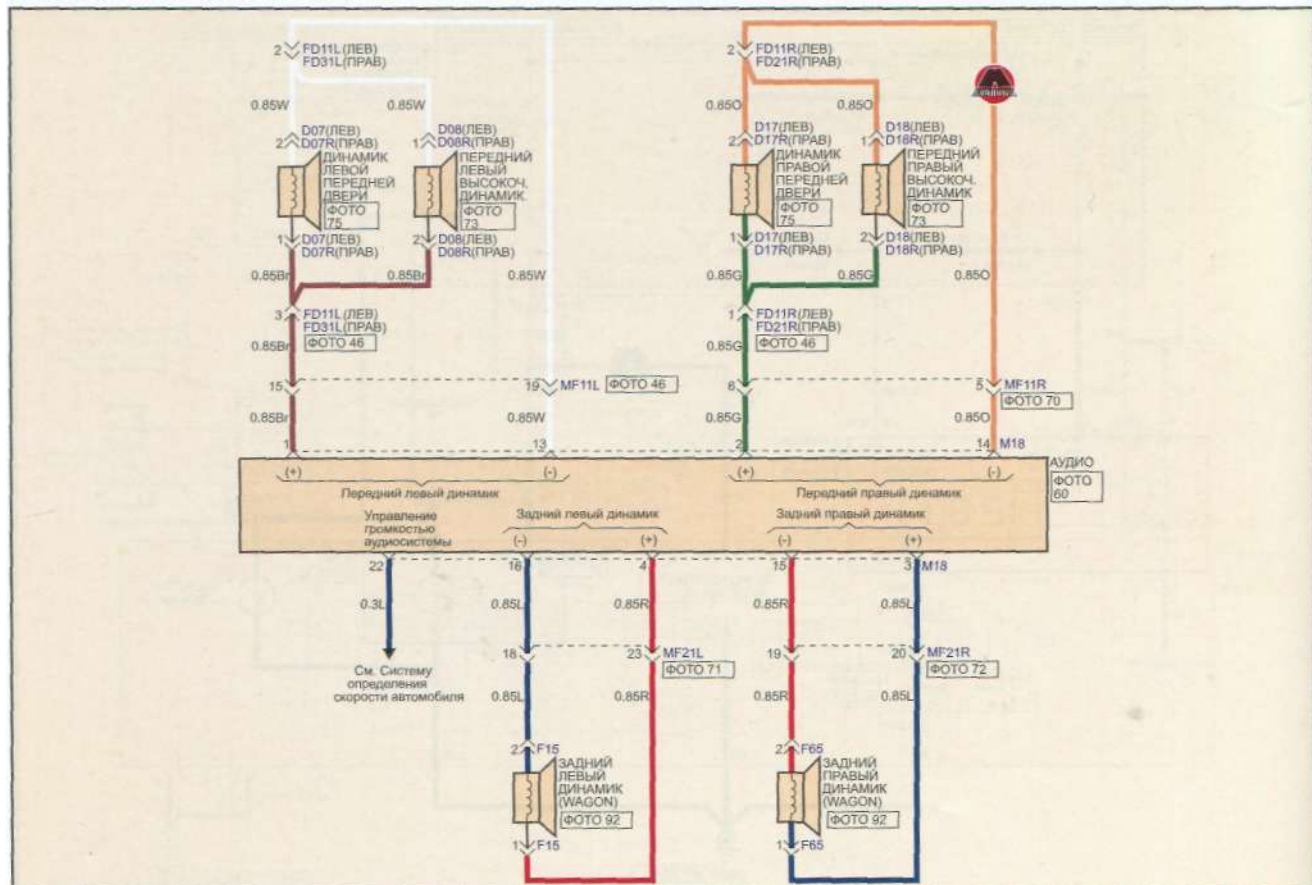 2 FD11L(ЛЕВ)
FD31L(ПРАВ)
2 FD11R(ЛЕВ)
FD21R(ПРАВ)
0.85W
0.85W
0.85O
0.85O
2 D07(ЛЕВ)
D07R(ПРАВ)
1 D08(ЛЕВ)
D08R(ПРАВ)
2 D17(ЛЕВ)
D17R(ПРАВ)
1 D18(ЛЕВ)
D18R(ПРАВ)
ДИНАМИК
ЛЕВОЙ
ПЕРЕДНЕЙ
ДВЕРИ
ФОТО
75
ПЕРЕДНИЙ
ЛЕВЫЙ
ВЫСОКОЧ.
ДИНАМИК
ФОТО
73
ДИНАМИК
ПРАВОЙ
ПЕРЕДНЕЙ
ДВЕРИ
ФОТО
75
ПЕРЕДНИЙ
ПРАВЫЙ
ВЫСОКОЧ.
ДИНАМИК
ФОТО
73
1 D07(ЛЕВ)
D07R(ПРАВ)
2 D08(ЛЕВ)
D08R(ПРАВ)
1 D17(ЛЕВ)
D17R(ПРАВ)
2 D18(ЛЕВ)
D18R(ПРАВ)
0.85Br
0.85Br
0.85W
0.85G
0.85G
0.85O
3 FD11L(ЛЕВ)
FD31L(ПРАВ)
ФОТО 46
1 FD11R(ЛЕВ)
FD21R(ПРАВ)
ФОТО 46
0.85Br
0.85G
15
19 MF11L ФОТО 46
6
5 MF11R
ФОТО 70
0.85Br
0.85W
0.85G
0.85O
1
13
2
14 M18
(+)
(-)
(+)
(-)
АУДИО
ФОТО
60
Передний левый динамик
Передний правый динамик
Управление
громкостью
аудиосистемы
Задний левый динамик
Задний правый динамик
(-)
(+)
(-)
(+)
22
16
4
15
3 M18
0.3L
0.85L
0.85R
0.85R
0.85L
18
23 MF21L
ФОТО 71
19
20 MF21R
ФОТО 72
См. Систему
определения
скорости автомобиля
0.85L
0.85R
0.85R
0.85L
2 F15
2 F65
ЗАДНИЙ
ЛЕВЫЙ
ДИНАМИК
(WAGON)
ФОТО 92
ЗАДНИЙ
ПРАВЫЙ
ДИНАМИК
(WAGON)
ФОТО 92
1 F15
1 F65